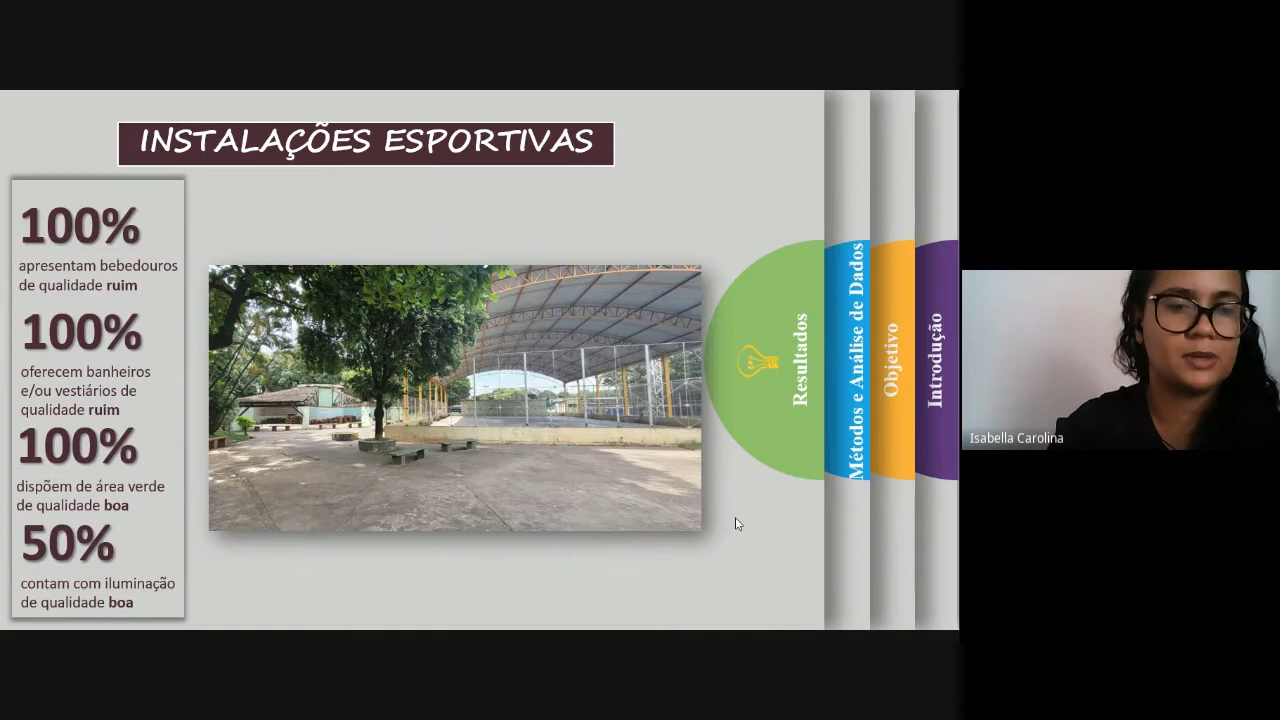 INSTALAÇÕES ESPORTIVAS
100%
apresentam bebedouros
de qualidade ruim
100%
oferecem banheiros
e/ou vestiários de
qualidade ruim
100%
dispõem de área verde
de qualidade boa
50%
contam com iluminação
de qualidade boa
Resultados
Métodos e Análise de Dados
Objetivo
Introdução
Isabella Carolina